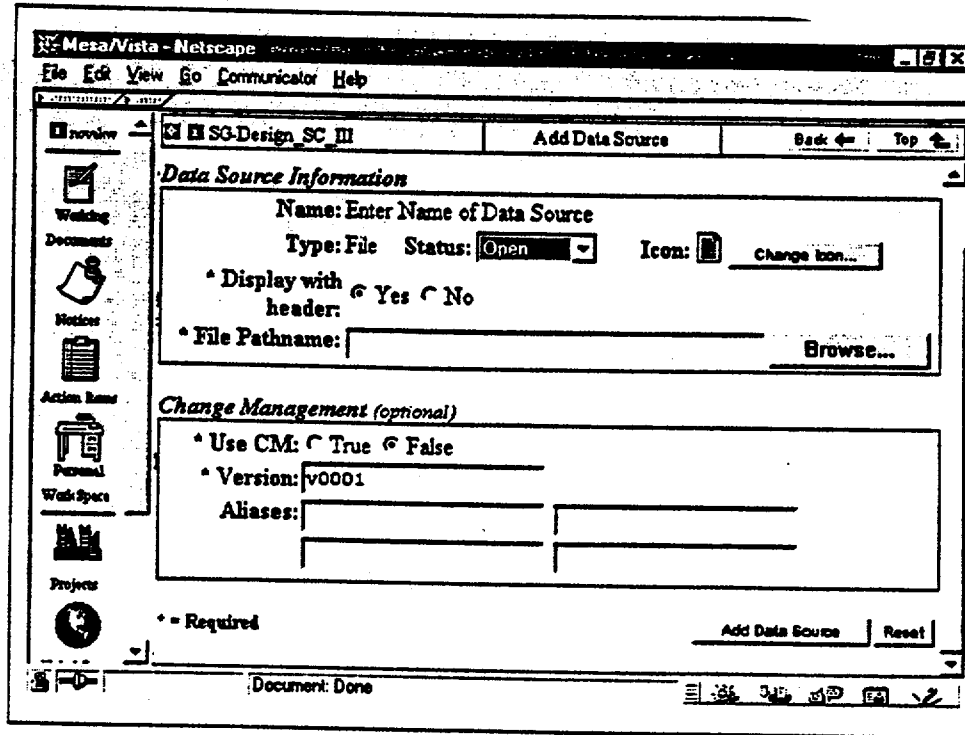 Mesa/Vista - Netscape
File Edit View Go Communicator Help
SG-Design_SC_III Add Data Source Back Top
Working
Documents
Notices
Action Items
Personal
Work Space
Projects
Data Source Information
Name: Enter Name of Data Source
Type: File Status: Open Icon: Change Icon...
* Display with
header: Yes No
* File Pathname: Browse...
Change Management (optional)
* Use CM: True False
* Version: v0001
Aliases:
* = Required
Add Data Source Reset
Document: Done